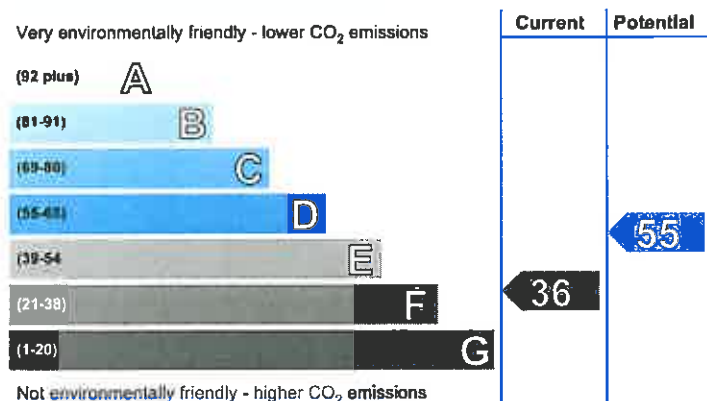 Current Potential
Very environmentally friendly - lower CO₂ emissions
(92 plus) A
(81-91) B
(69-80) C
(55-68) D
55
(39-54 E
(21-38) F
36
(1-20) G
Not environmentally friendly - higher CO₂ emissions